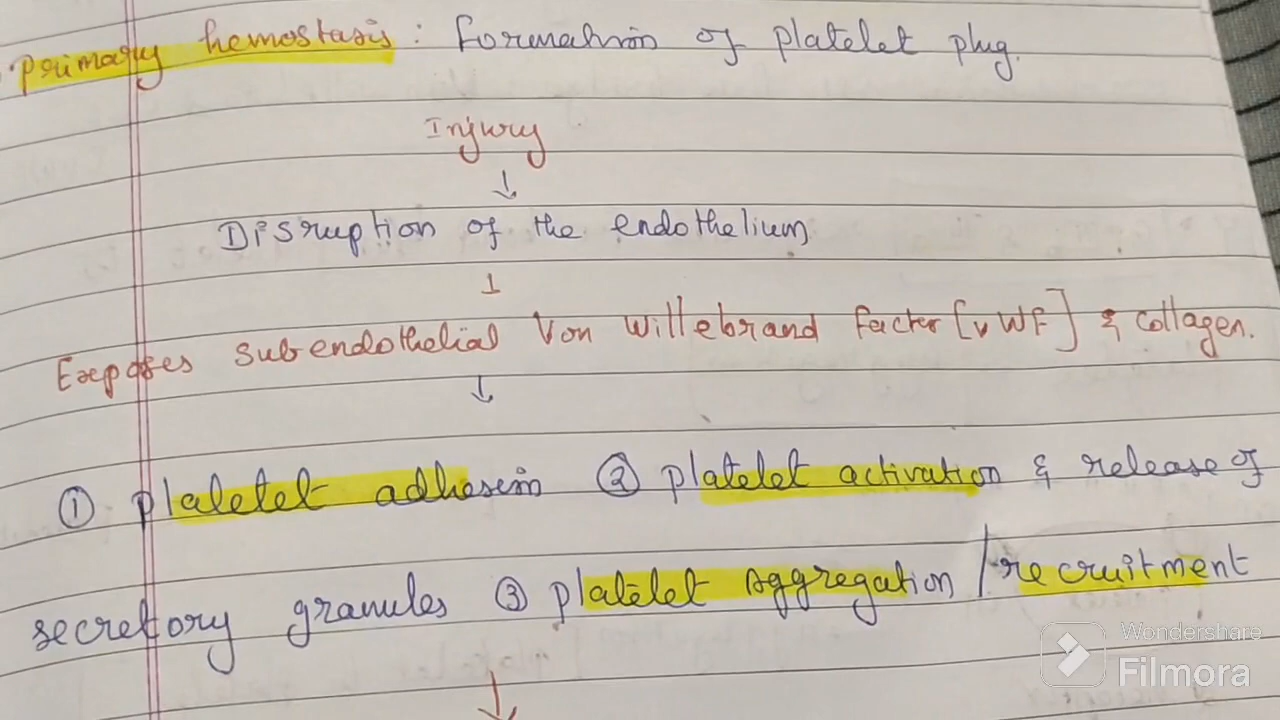 Primary hemostasis : Formation of platelet plug.
Injury
↓
Disruption of the endothelium
↓
Exposes subendothelial Von Willebrand factor [vWF] & collagen.
↓
① platelet adhesion ② platelet activation & release of
secretory granules ③ platelet aggregation / recruitment
↓
Wondershare
Filmora